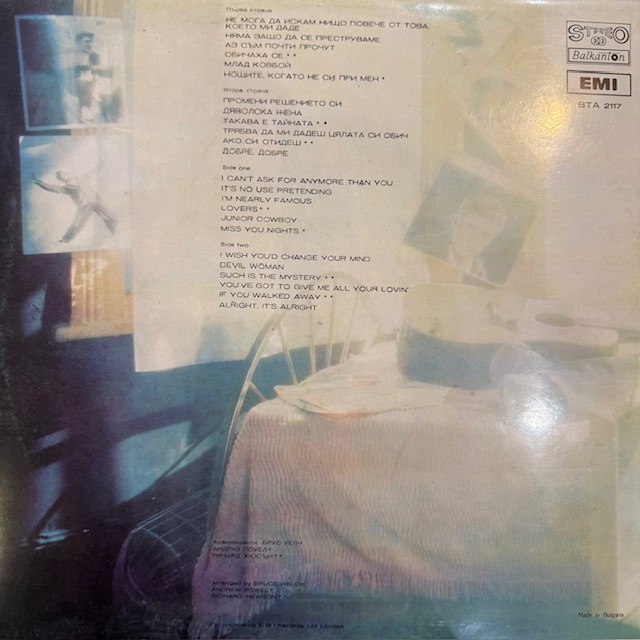 Първа страна
НЕ МОГА ДА ИСКАМ НИЩО ПОВЕЧЕ ОТ ТОВА,
КОЕТО МИ ДАДЕ
НЯМА ЗАЩО ДА СЕ ПРЕСТРУВАМЕ
АЗ СЪМ ПОЧТИ ПРОЧУТ
ОБИЧАХА СЕ * *
МЛАД КОВБОЙ
НОЩИТЕ, КОГАТО НЕ СИ ПРИ МЕН *
Втора страна
ПРОМЕНИ РЕШЕНИЕТО СИ
ДЯВОЛСКА ЖЕНА
ТАКАВА Е ТАЙНАТА * *
ТРЯБВА ДА МИ ДАДЕШ ЦЯЛАТА СИ ОБИЧ
АКО СИ ОТИДЕШ * *
ДОБРЕ, ДОБРЕ
Side one
I CAN'T ASK FOR ANYMORE THAN YOU
IT'S NO USE PRETENDING
I'M NEARLY FAMOUS
LOVERS * *
JUNIOR COWBOY
MISS YOU NIGHTS *
Side two
I WISH YOU'D CHANGE YOUR MIND
DEVIL WOMAN
SUCH IS THE MYSTERY * *
YOU'VE GOT TO GIVE ME ALL YOUR LOVIN'
IF YOU WALKED AWAY * *
ALRIGHT, IT'S ALRIGHT
STEREO
Balkanton
EMI
BTA 2117
Аранжименти БРУС УЕЛЧ
АНДРЮ ПОУЕЛ *
РИЧАРД НЮСЪН * *
Arranged by BRUCE WELCH
ANDREW POWEL *
RICHARD HEWSON * *
Records Ltd London
Made in Bulgaria